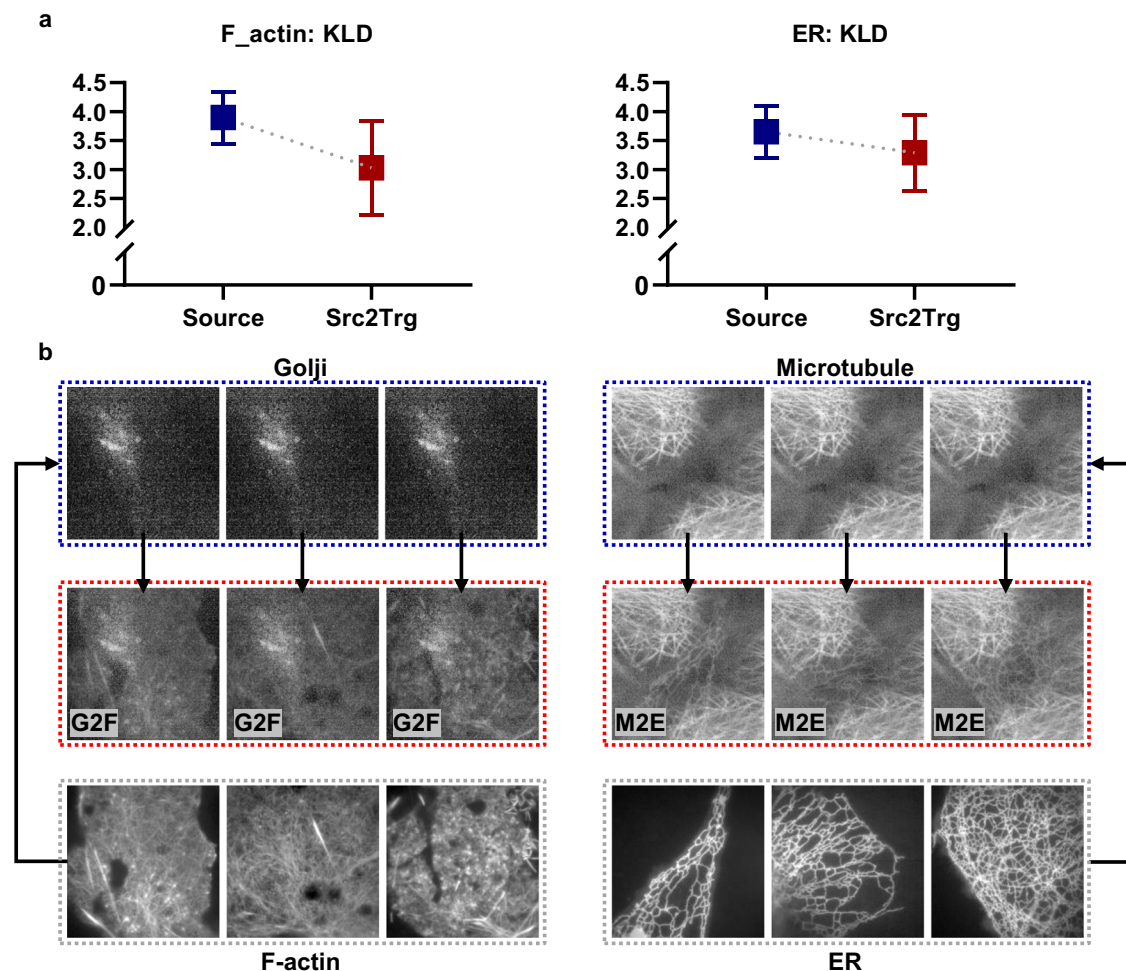 a
F_actin: KLD
4.5
4.0
3.5
3.0
2.5
2.0
0
Source Src2Trg
ER: KLD
4.5
4.0
3.5
3.0
2.5
2.0
0
Source Src2Trg
b
Golji
Microtubule
G2F G2F G2F
M2E M2E M2E
F-actin
ER